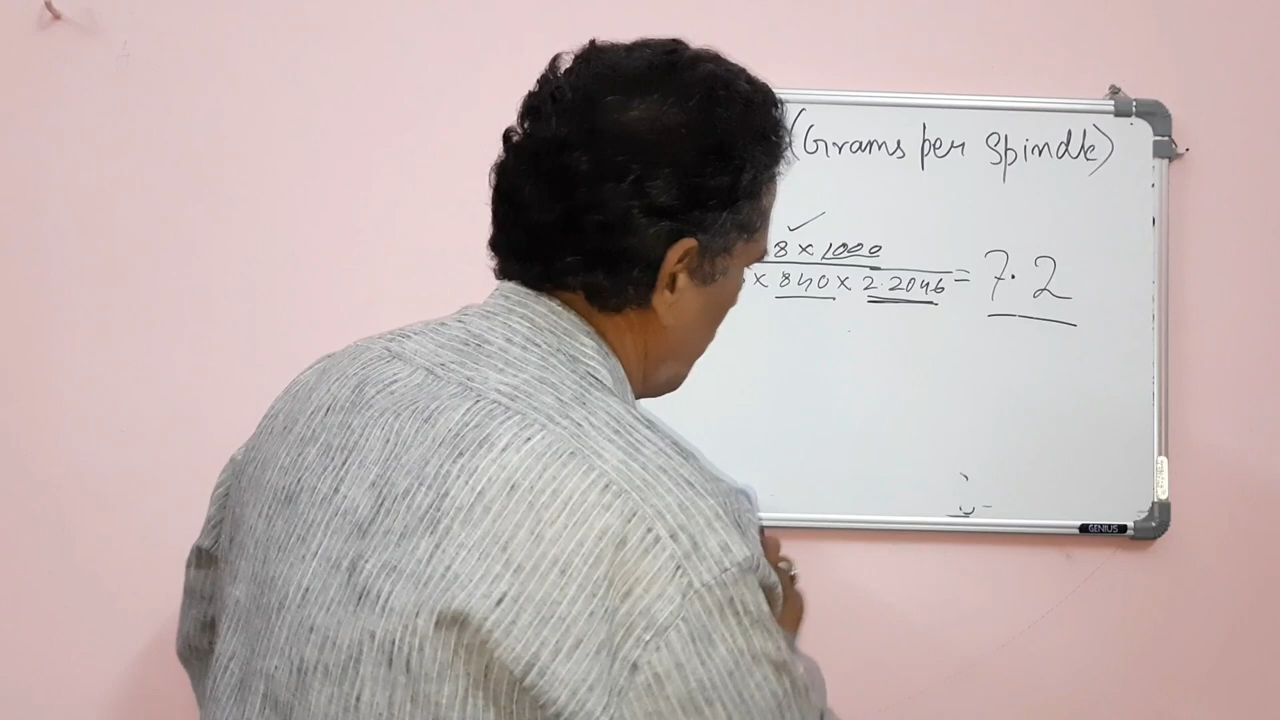 (Grams per Spindle)
8 x 1000
x 840 x 2.2046 = 7.2
GENIUS